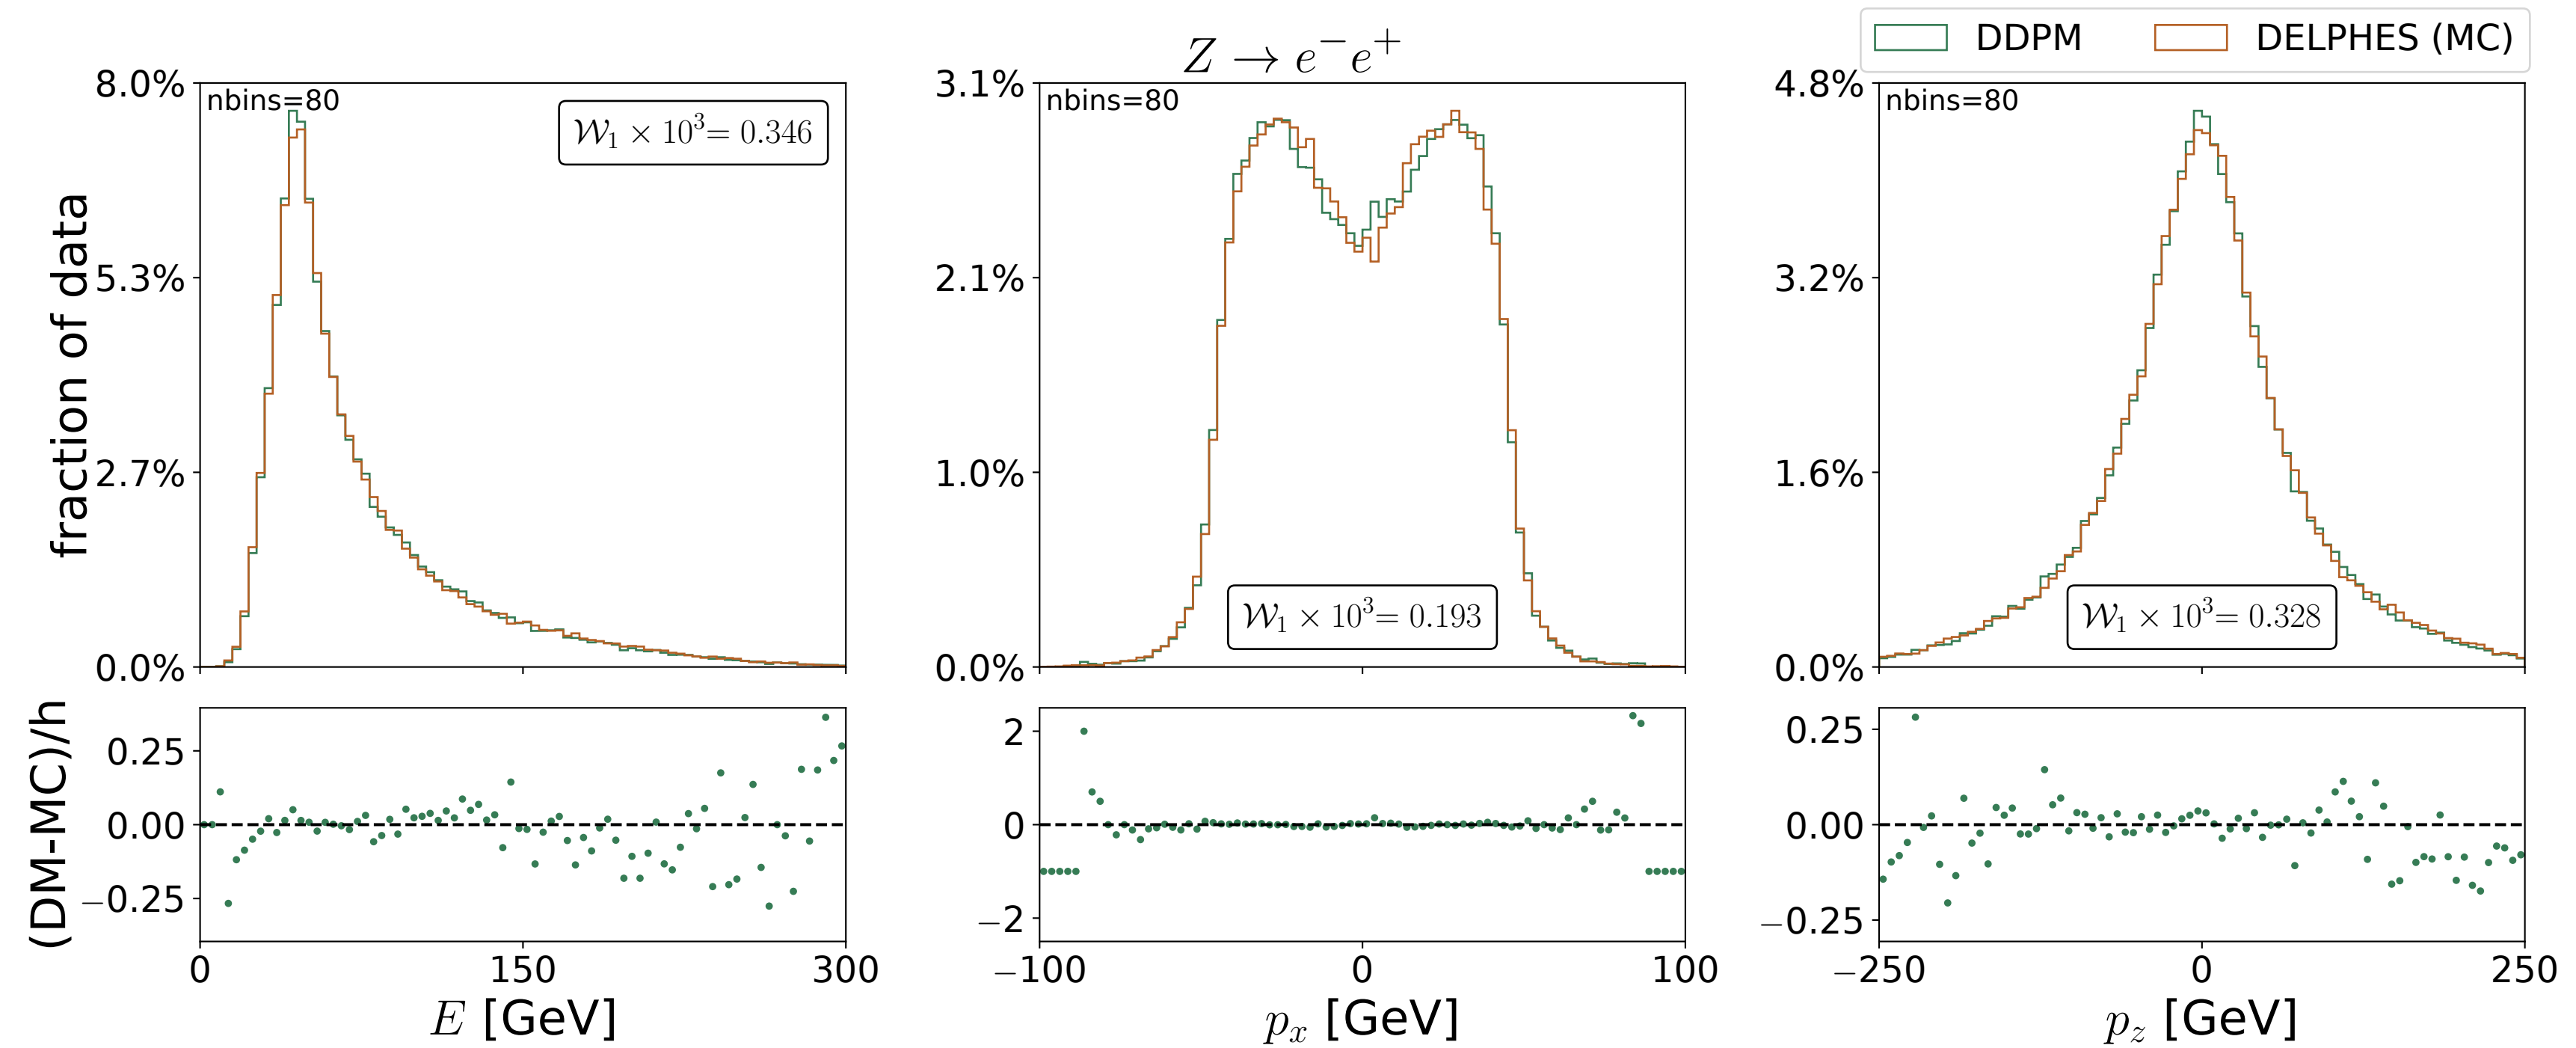 Z → e⁻e⁺
DDPM DELPHES (MC)
fraction of data
8.0%
5.3%
2.7%
0.0%
nbins=80
𝒲₁ × 10³= 0.346
3.1%
2.1%
1.0%
0.0%
nbins=80
𝒲₁ × 10³= 0.193
4.8%
3.2%
1.6%
0.0%
nbins=80
𝒲₁ × 10³= 0.328
(DM-MC)/h
0.25
0.00
−0.25
0 150 300
E [GeV]
2
0
−2
−100 0 100
pₓ [GeV]
0.25
0.00
−0.25
−250 0 250
p_z [GeV]